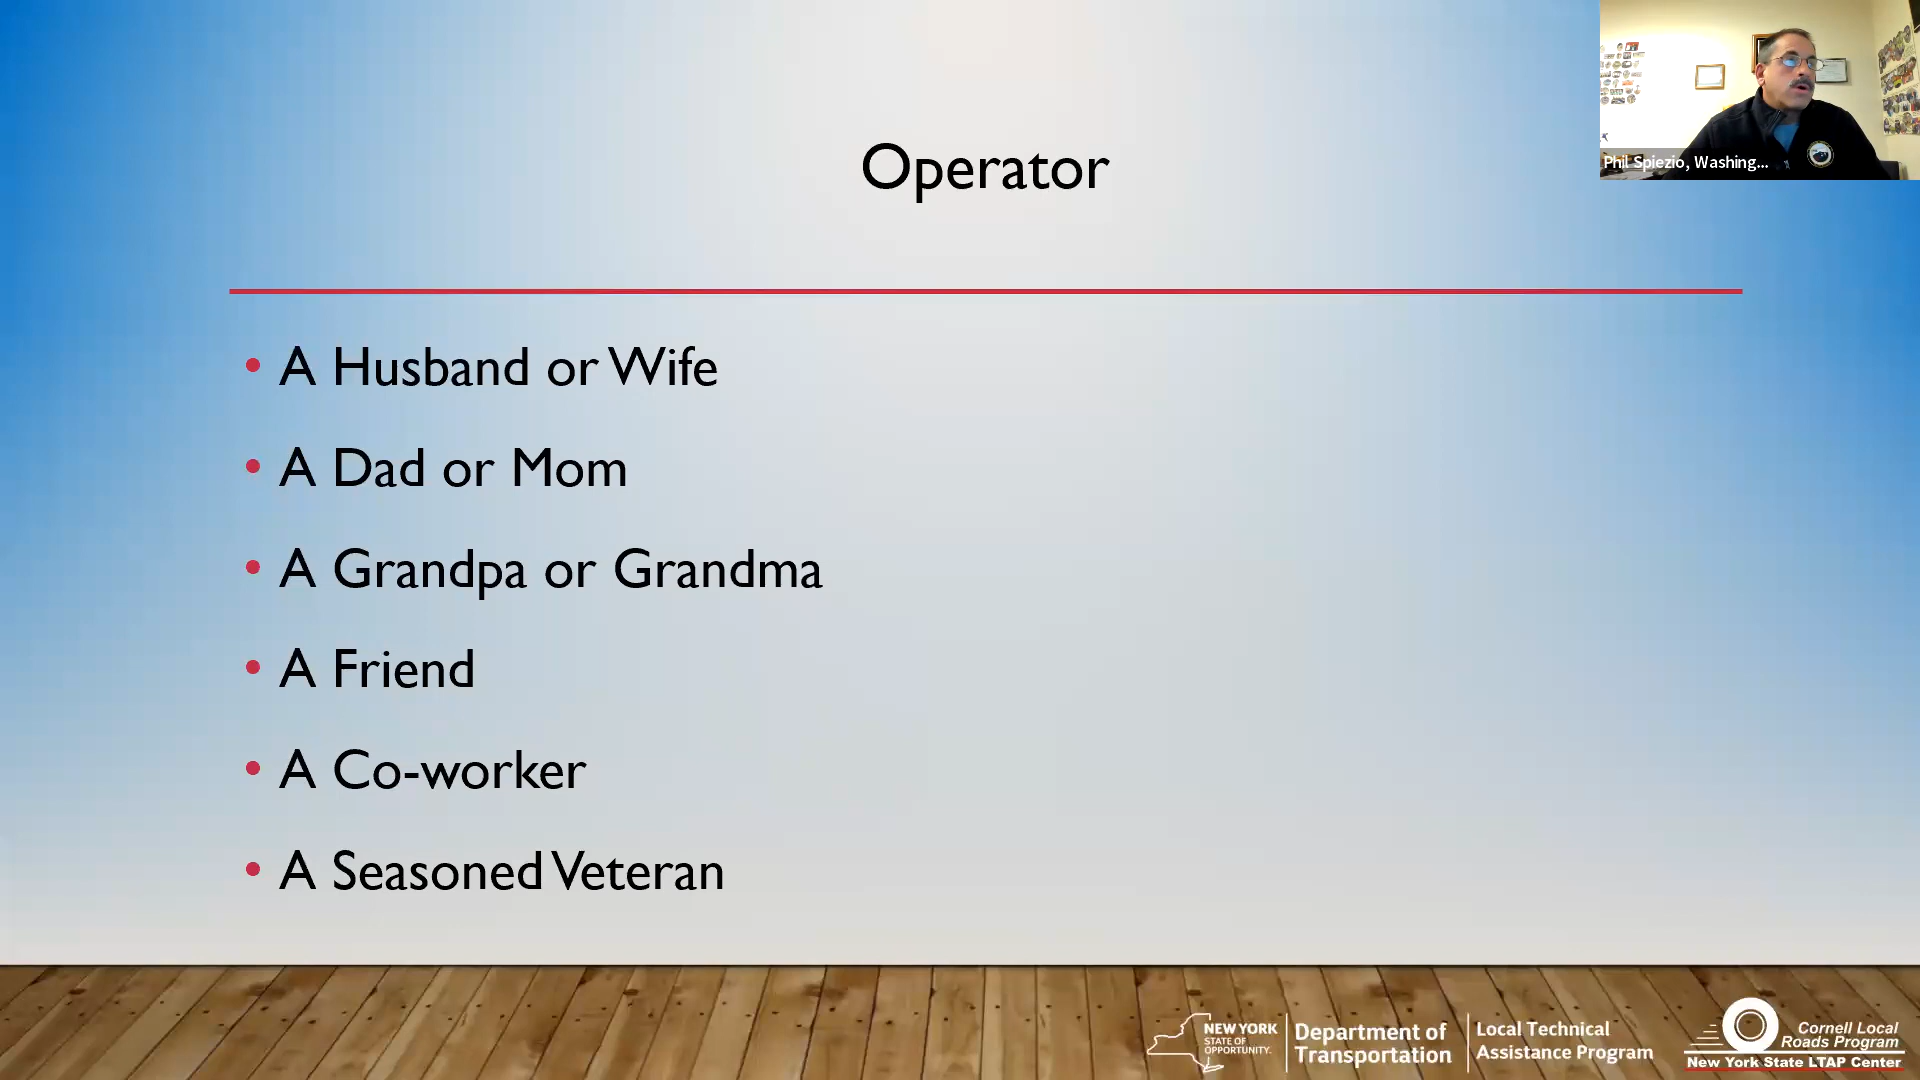 Phil Spiezio, Washing...
Operator
• A Husband or Wife
• A Dad or Mom
• A Grandpa or Grandma
• A Friend
• A Co-worker
• A Seasoned Veteran
NEW YORK
STATE OF
OPPORTUNITY.
Department of
Transportation
Local Technical
Assistance Program
Cornell Local
Roads Program
New York State LTAP Center